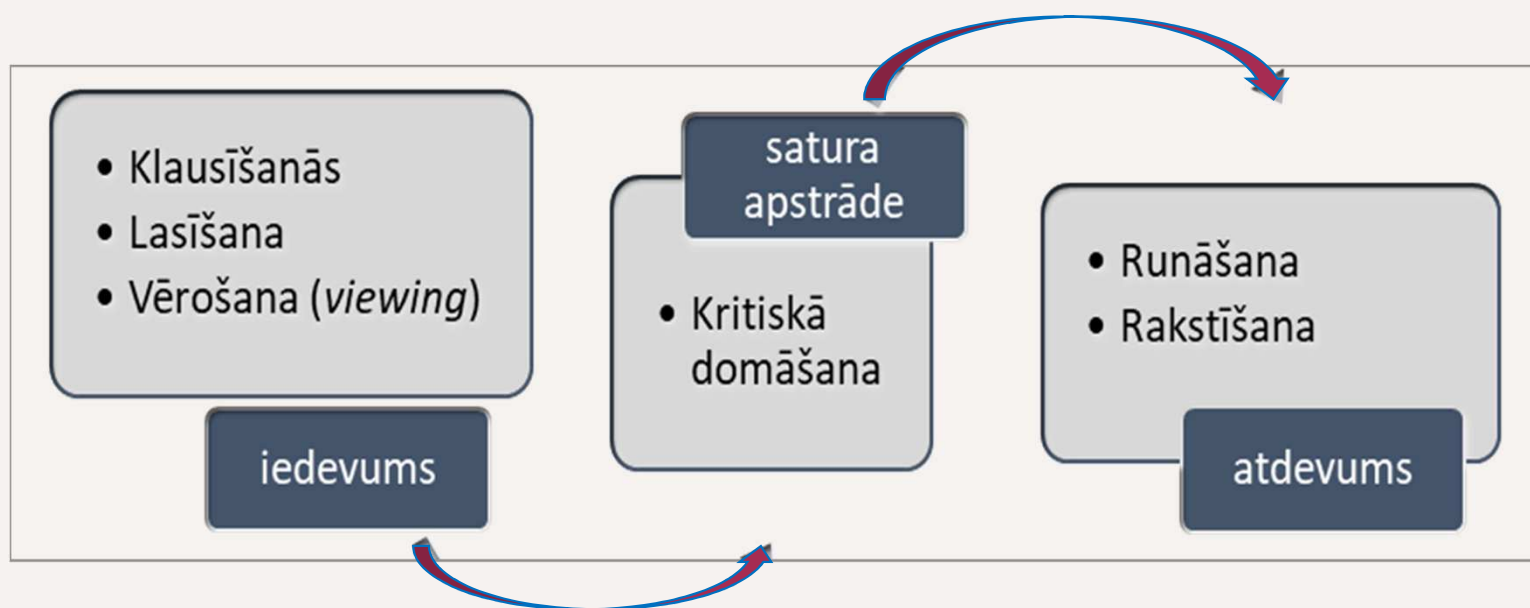 • Klausīšanās
• Lasīšana
• Vērošana (viewing)
iedevums
satura
apstrāde
• Kritiskā
domāšana
• Runāšana
• Rakstīšana
atdevums